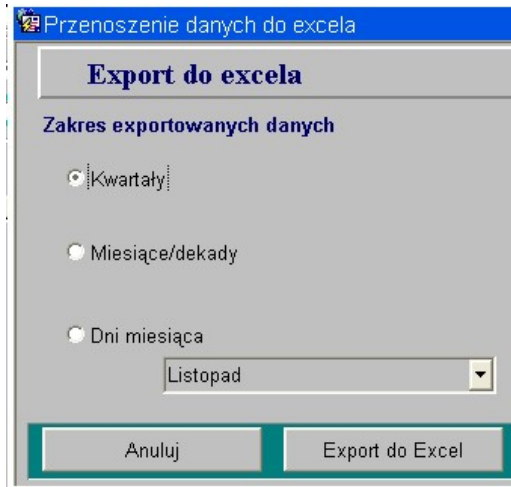 Przenoszenie danych do excela
Export do excela
Zakres exportowanych danych
Kwartały
Miesiące/dekady
Dni miesiąca
Listopad
Anuluj Export do Excel